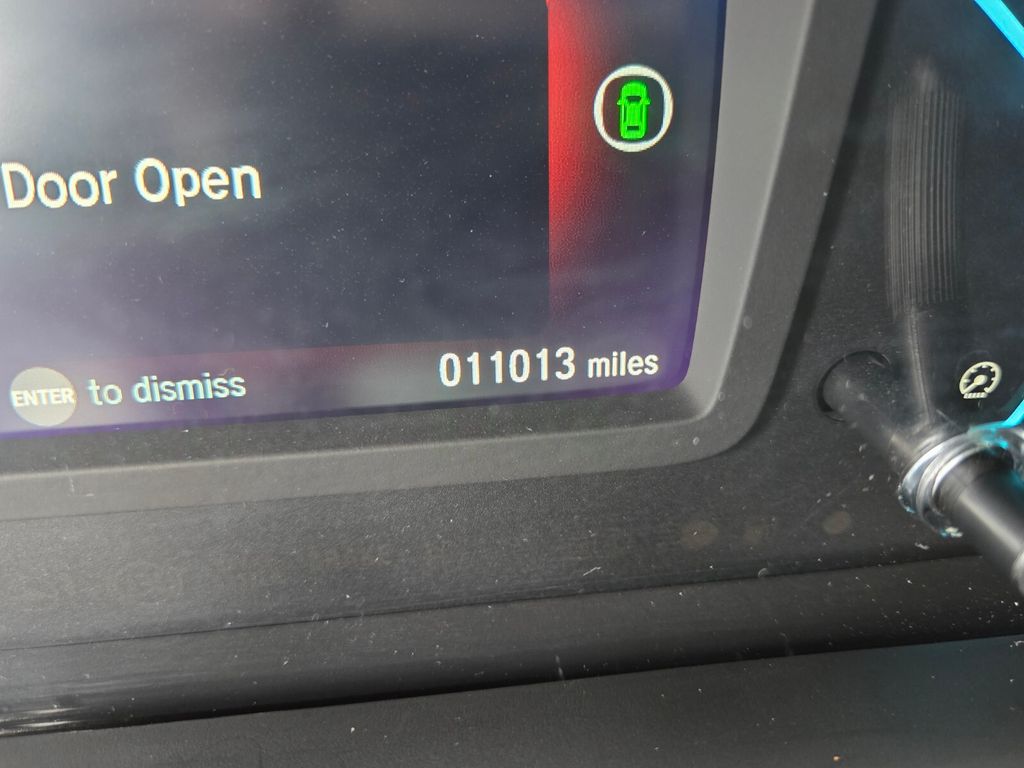 Door Open
ENTER to dismiss
011013 miles